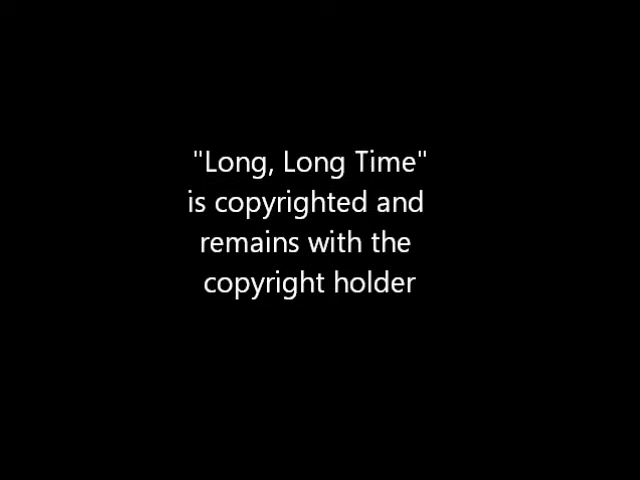 "Long, Long Time"
is copyrighted and
remains with the
copyright holder